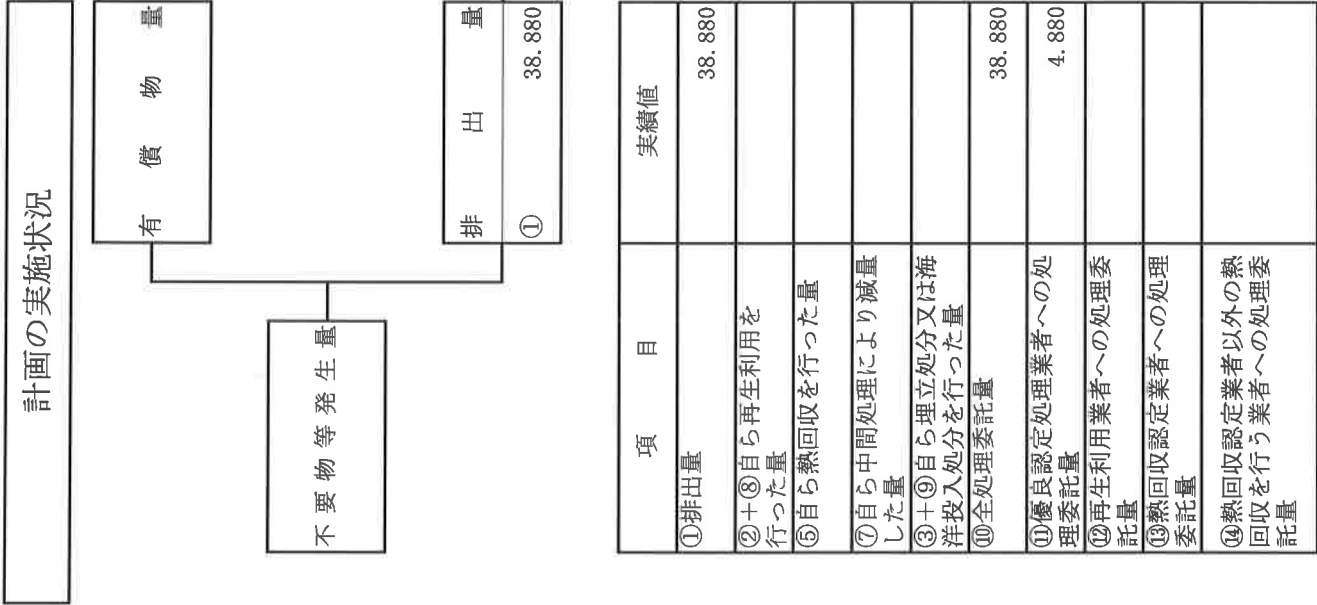 計画の実施状況
有償物量
不要物等発生量
排出量
① 38.880
項目 実績値
①排出量 38.880
②＋⑧自ら再生利用を
行った量
⑤自ら熱回収を行った量
⑦自ら中間処理により減量
した量
③＋⑨自ら埋立処分又は海
洋投入処分を行った量
⑩全処理委託量 38.880
⑪優良認定処理業者への処
理委託量 4.880
⑫再生利用業者への処理委
託量
⑬熱回収認定業者への処理
委託量
⑭熱回収認定業者以外の熱
回収を行う業者への処理委
託量